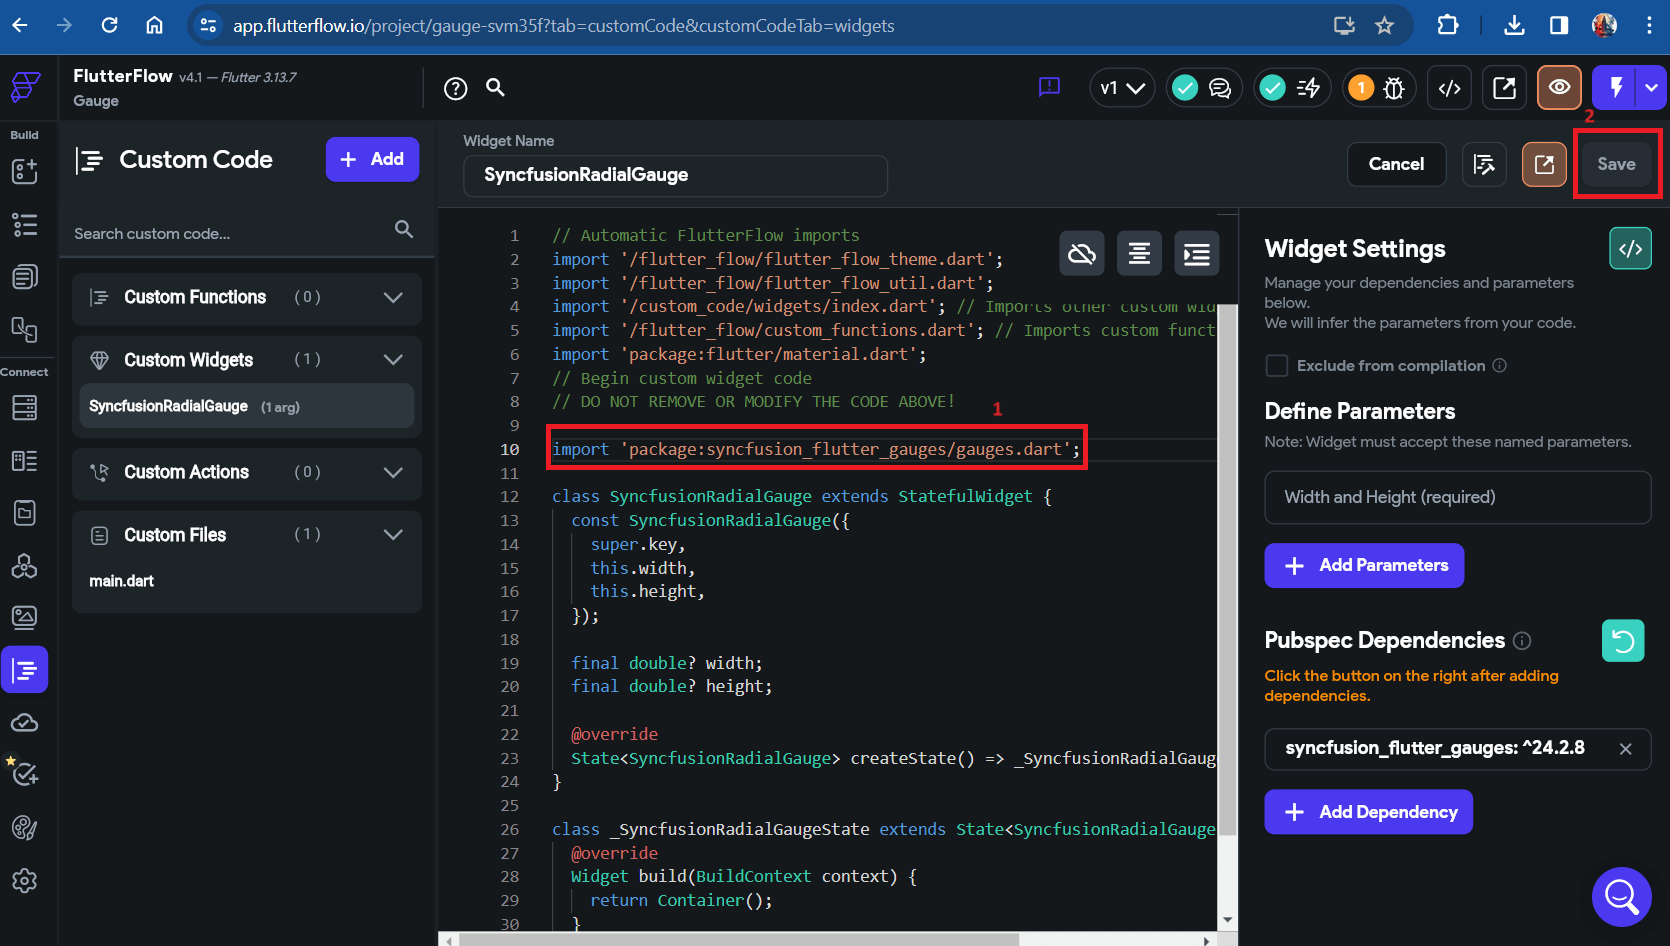 app.flutterflow.io/project/gauge-svm35f?tab=customCode&customCodeTab=widgets
FlutterFlow v4.1 — Flutter 3.13.7
Gauge
v1
1
2
Build
Connect
Custom Code
+ Add
Search custom code...
Custom Functions ( 0 )
Custom Widgets ( 1 )
SyncfusionRadialGauge (1 arg)
Custom Actions ( 0 )
Custom Files ( 1 )
main.dart
Widget Name
SyncfusionRadialGauge
Cancel
Save
1 // Automatic FlutterFlow imports
2 import '/flutter_flow/flutter_flow_theme.dart';
3 import '/flutter_flow/flutter_flow_util.dart';
4 import '/custom_code/widgets/index.dart'; // Imports other custom wid
5 import '/flutter_flow/custom_functions.dart'; // Imports custom funct
6 import 'package:flutter/material.dart';
7 // Begin custom widget code
8 // DO NOT REMOVE OR MODIFY THE CODE ABOVE!
9
1
10 import 'package:syncfusion_flutter_gauges/gauges.dart';
11
12 class SyncfusionRadialGauge extends StatefulWidget {
13 const SyncfusionRadialGauge({
14 super.key,
15 this.width,
16 this.height,
17 });
18
19 final double? width;
20 final double? height;
21
22 @override
23 State<SyncfusionRadialGauge> createState() => _SyncfusionRadialGaug
24 }
25
26 class _SyncfusionRadialGaugeState extends State<SyncfusionRadialGauge
27 @override
28 Widget build(BuildContext context) {
29 return Container();
30 }
Widget Settings
</>
Manage your dependencies and parameters
below.
We will infer the parameters from your code.
Exclude from compilation
Define Parameters
Note: Widget must accept these named parameters.
Width and Height (required)
+ Add Parameters
Pubspec Dependencies
Click the button on the right after adding
dependencies.
syncfusion_flutter_gauges: ^24.2.8
+ Add Dependency